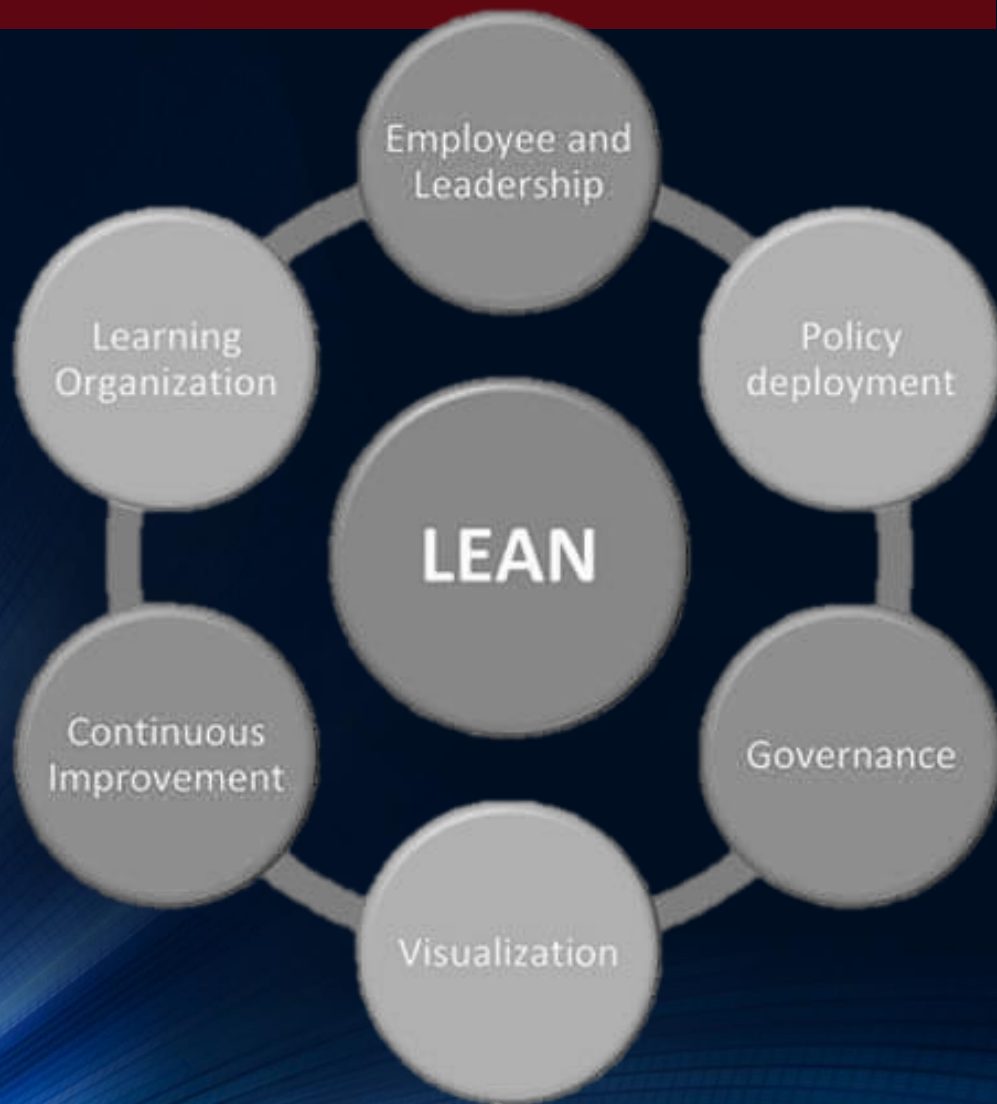 Employee and
Leadership
Learning
Organization
Policy
deployment
LEAN
Continuous
Improvement
Governance
Visualization